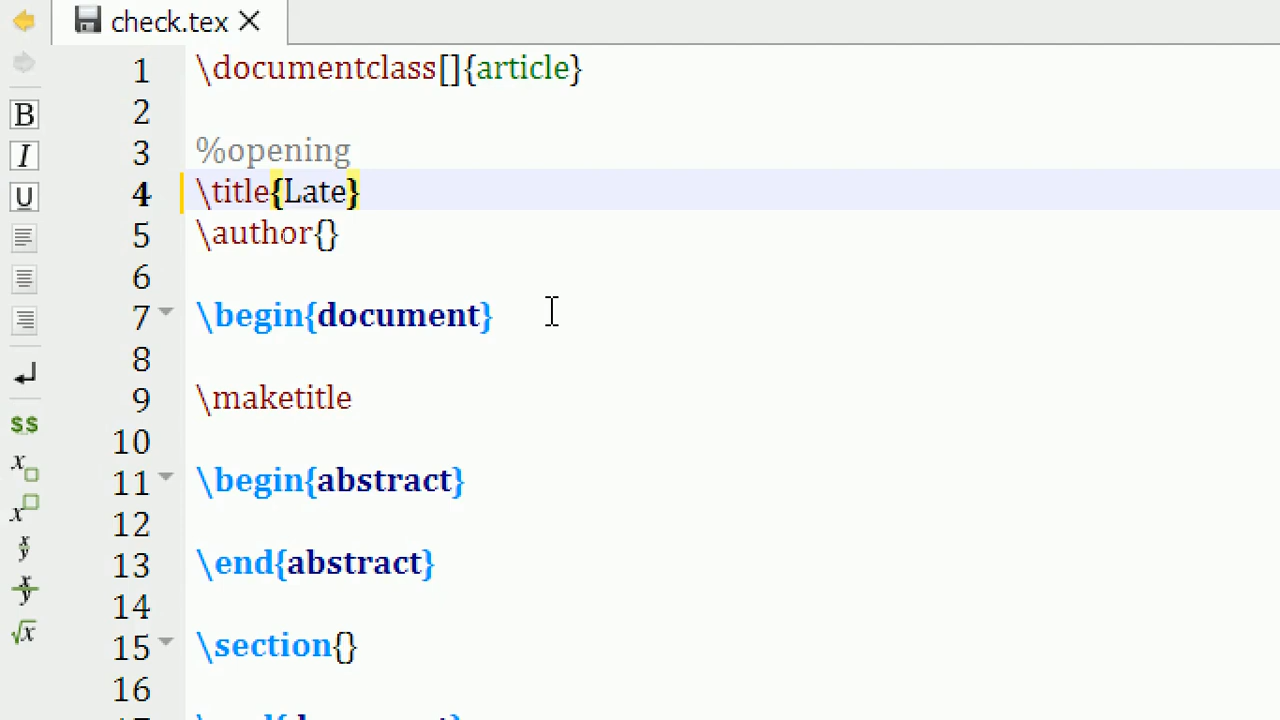 check.tex
1 \documentclass[]{article}
2
3 %opening
4 \title{Late}
5 \author{}
6
7 \begin{document}
8
9 \maketitle
10
11 \begin{abstract}
12
13 \end{abstract}
14
15 \section{}
16
B
I
U
$$
x
x
x/y
x/y
√x